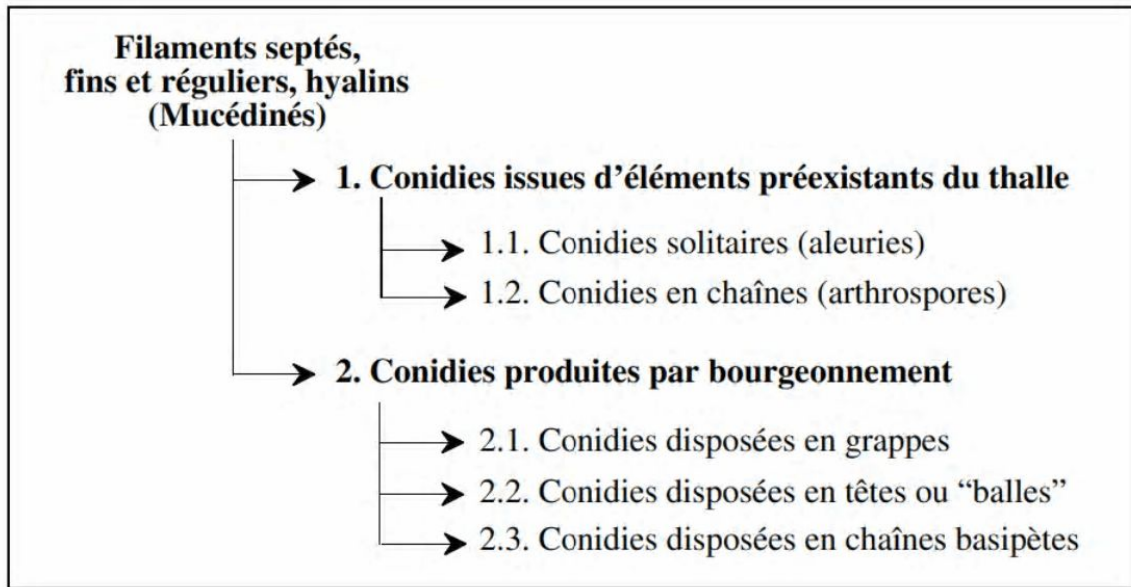 Filaments septés,
fins et réguliers, hyalins
(Mucédinés)
1. Conidies issues d’éléments préexistants du thalle
1.1. Conidies solitaires (aleuries)
1.2. Conidies en chaînes (arthrospores)
2. Conidies produites par bourgeonnement
2.1. Conidies disposées en grappes
2.2. Conidies disposées en têtes ou “balles”
2.3. Conidies disposées en chaînes basipètes